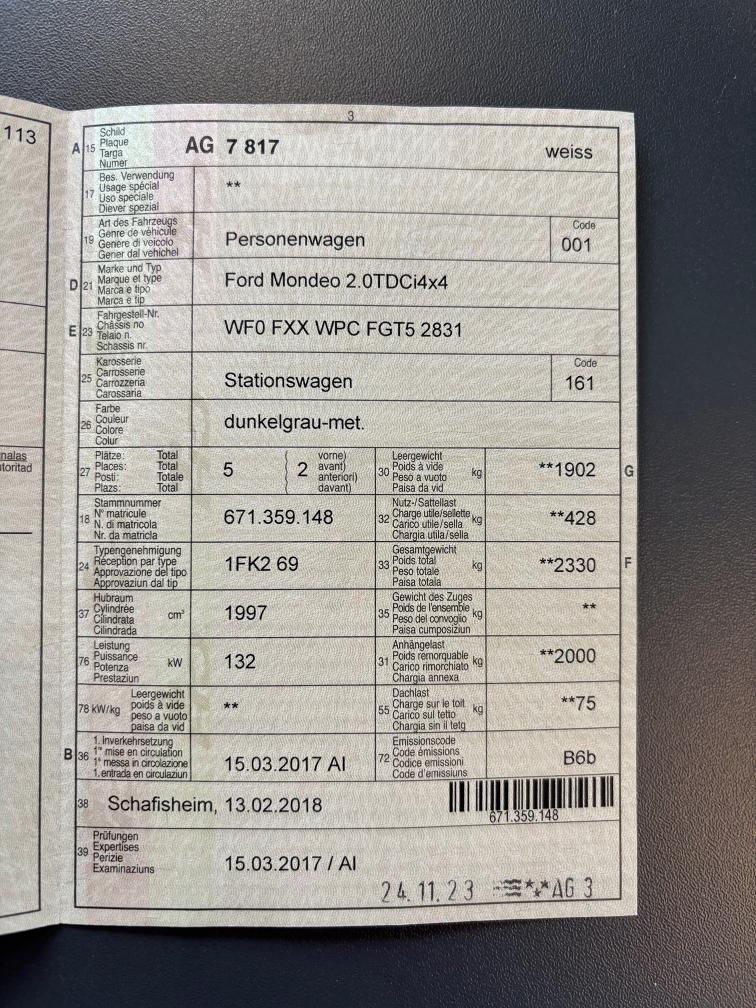 3
113
A 15 Schild
Plaque
Targa
Numer
AG 7 817 weiss
17 Bes. Verwendung
Usage spécial
Uso speciale
Diever spezial
**
19 Art des Fahrzeugs
Genre de véhicule
Genere di veicolo
Gener dal vehichel
Personenwagen
Code
001
D 21 Marke und Typ
Marque et type
Marca e tipo
Marca e tip
Ford Mondeo 2.0TDCi4x4
E 23 Fahrgestell-Nr.
Châssis no
Telaio n.
Schassis nr.
WF0 FXX WPC FGT5 2831
25 Karosserie
Carrosserie
Carrozzeria
Carossaria
Stationswagen
Code
161
26 Farbe
Couleur
Colore
Colur
dunkelgrau-met.
nalas
toritad
27 Plätze: Total
Places: Total
Posti: Totale
Plazs: Total
5 ( 2 vorne)
avant)
anteriori)
davant)
30 Leergewicht
Poids à vide
Peso a vuoto
Paisa da vid
kg **1902 G
18 Stammnummer
N° matricule
N. di matricola
Nr. da matricla
671.359.148
32 Nutz-/Sattellast
Charge utile/sellette
Carico utile/sella
Chargia utila/sella
kg **428
24 Typengenehmigung
Réception par type
Approvazione del tipo
Approvaziun dal tip
1FK2 69
33 Gesamtgewicht
Poids total
Peso totale
Paisa totala
kg **2330 F
37 Hubraum
Cylindrée
Cilindrata
Cilindrada
cm³ 1997
35 Gewicht des Zuges
Poids de l'ensemble
Peso del convoglio
Paisa cumposiziun
kg **
76 Leistung
Puissance
Potenza
Prestaziun
kW 132
31 Anhängelast
Poids remorquable
Carico rimorchiato
Chargia annexa
kg **2000
78 kW/kg Leergewicht
poids à vide
peso a vuoto
paisa da vid
**
55 Dachlast
Charge sur le toit
Carico sul tetto
Chargia sin il tetg
kg **75
B 36 1. Inverkehrsetzung
1re mise en circulation
1a messa in circolazione
1. entrada en circulaziun
15.03.2017 AI
72 Emissionscode
Code émissions
Codice emissioni
Code d'emissiuns
B6b
38 Schafisheim, 13.02.2018
671.359.148
39 Prüfungen
Expertises
Perizie
Examinaziuns
15.03.2017 / AI
24.11.23 AG 3